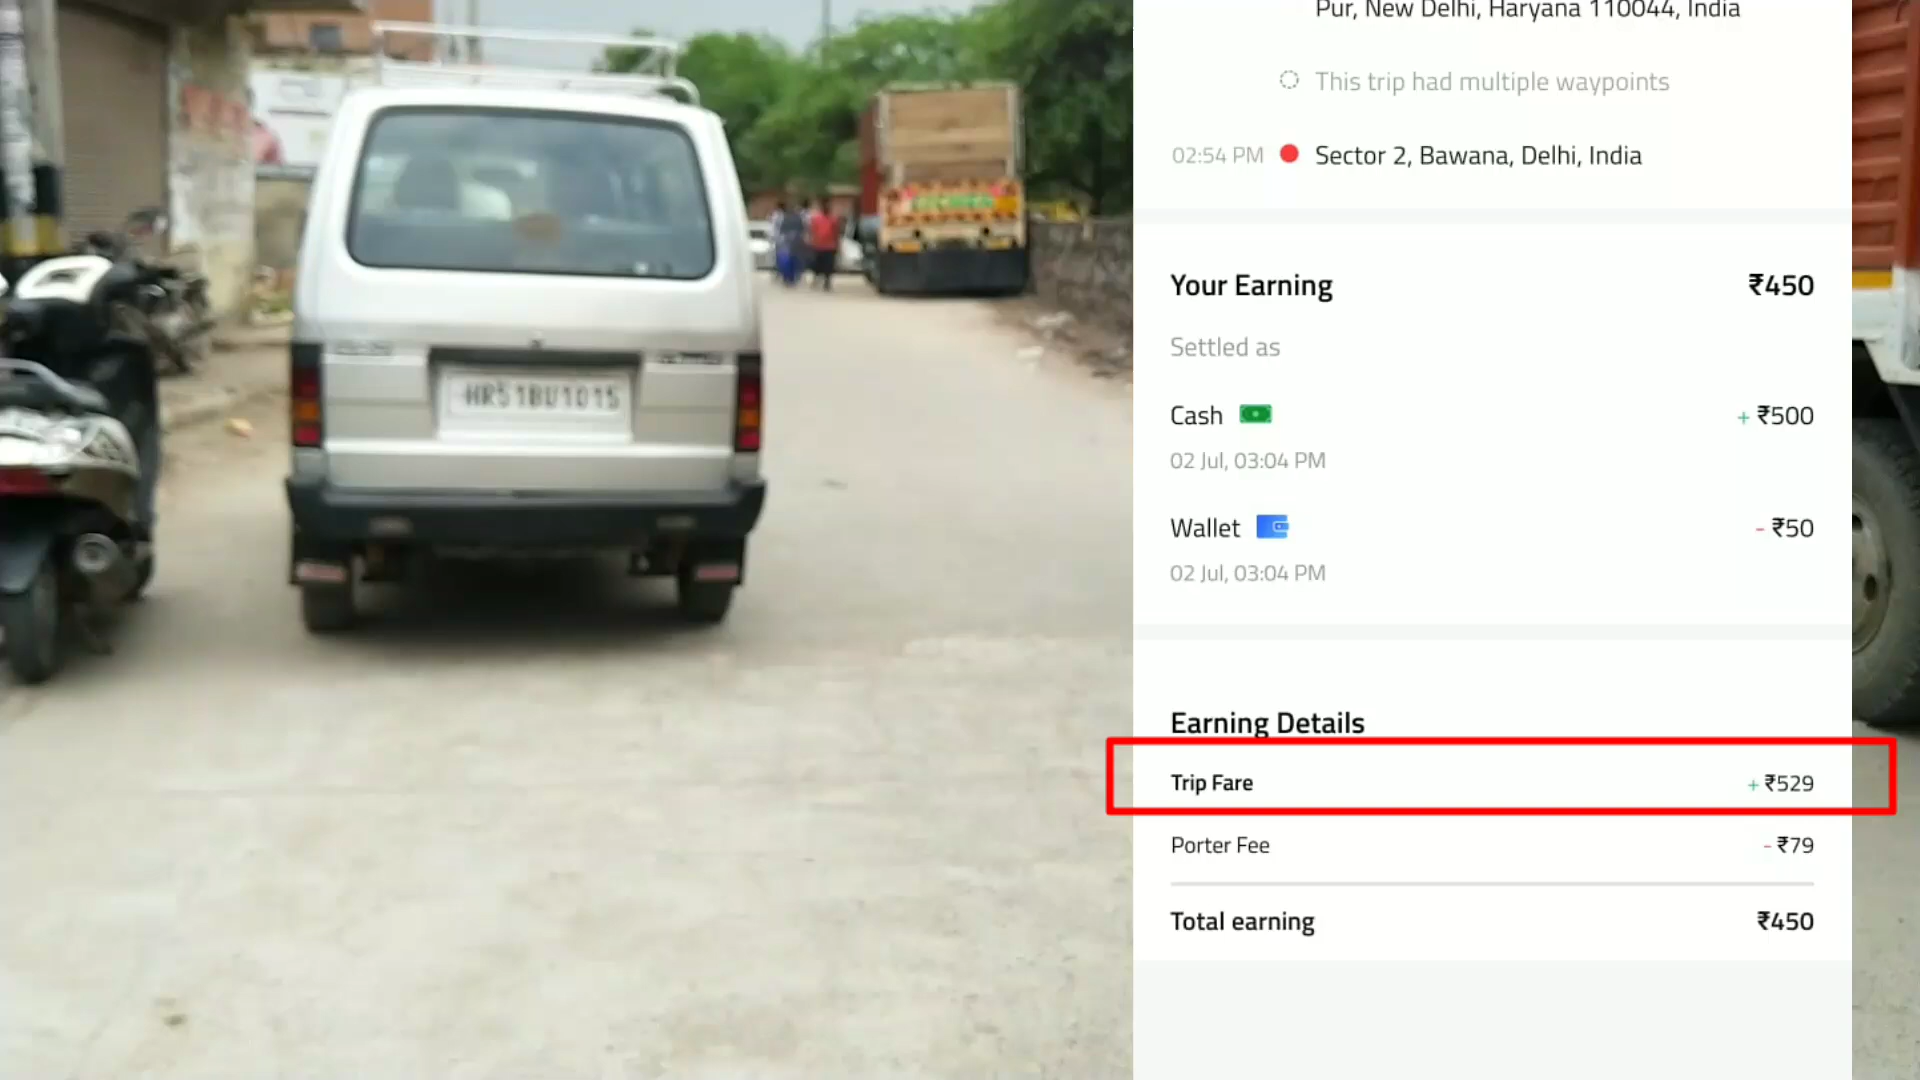 HR51BU1015
Pur, New Delhi, Haryana 110044, India
This trip had multiple waypoints
02:54 PM Sector 2, Bawana, Delhi, India
Your Earning ₹450
Settled as
Cash + ₹500
02 Jul, 03:04 PM
Wallet - ₹50
02 Jul, 03:04 PM
Earning Details
Trip Fare + ₹529
Porter Fee - ₹79
Total earning ₹450